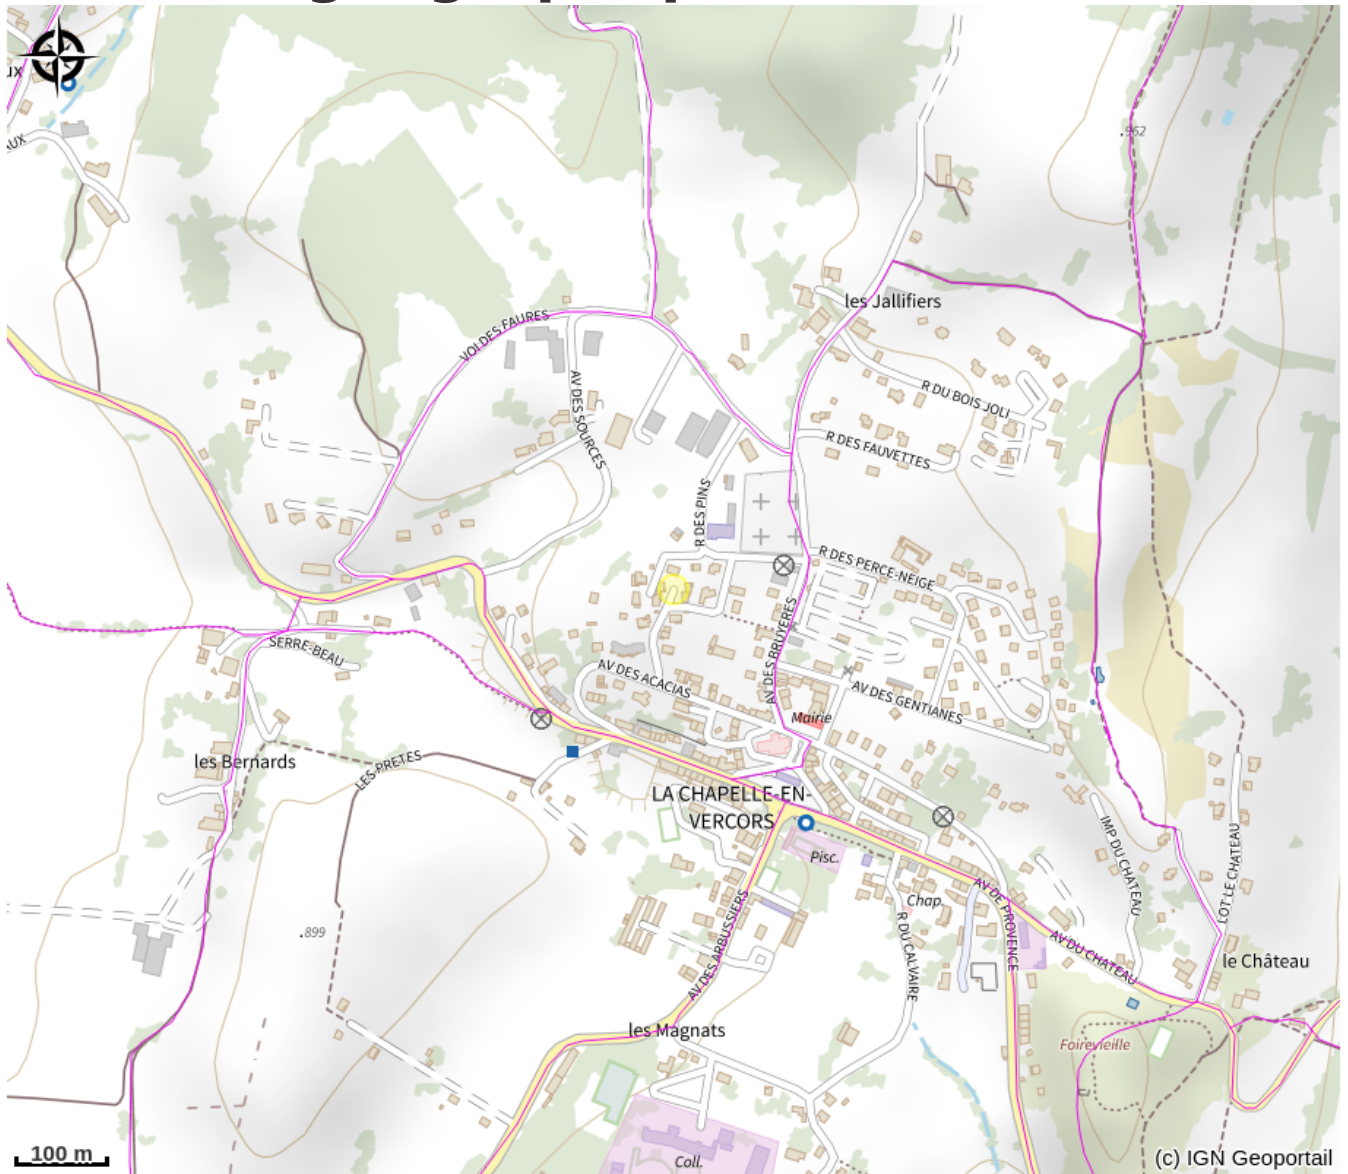 UX
AUX
.962
les Jallifiers
VOI DES FAURES
AV DES SOURCES
R DU BOIS JOLI
R DES FAUVETTES
R DES PINS
R DES PERCE-NEIGE
SERRE-BEAU
AV DES BRUYERES
AV DES ACACIAS
AV DES GENTIANES
Mairie
les Bernards
LES PRETES
LA CHAPELLE-EN-
VERCORS
Pisc.
IMP DU CHATEAU
LOT LE CHATEAU
AV DE PROVENCE
Chap.
AV DES ARBUSSIERS
R DU CALVAIRE
.899
AV DU CHATEAU
le Château
les Magnats
Foirevieille
100 m
Coll.
(c) IGN Geoportail